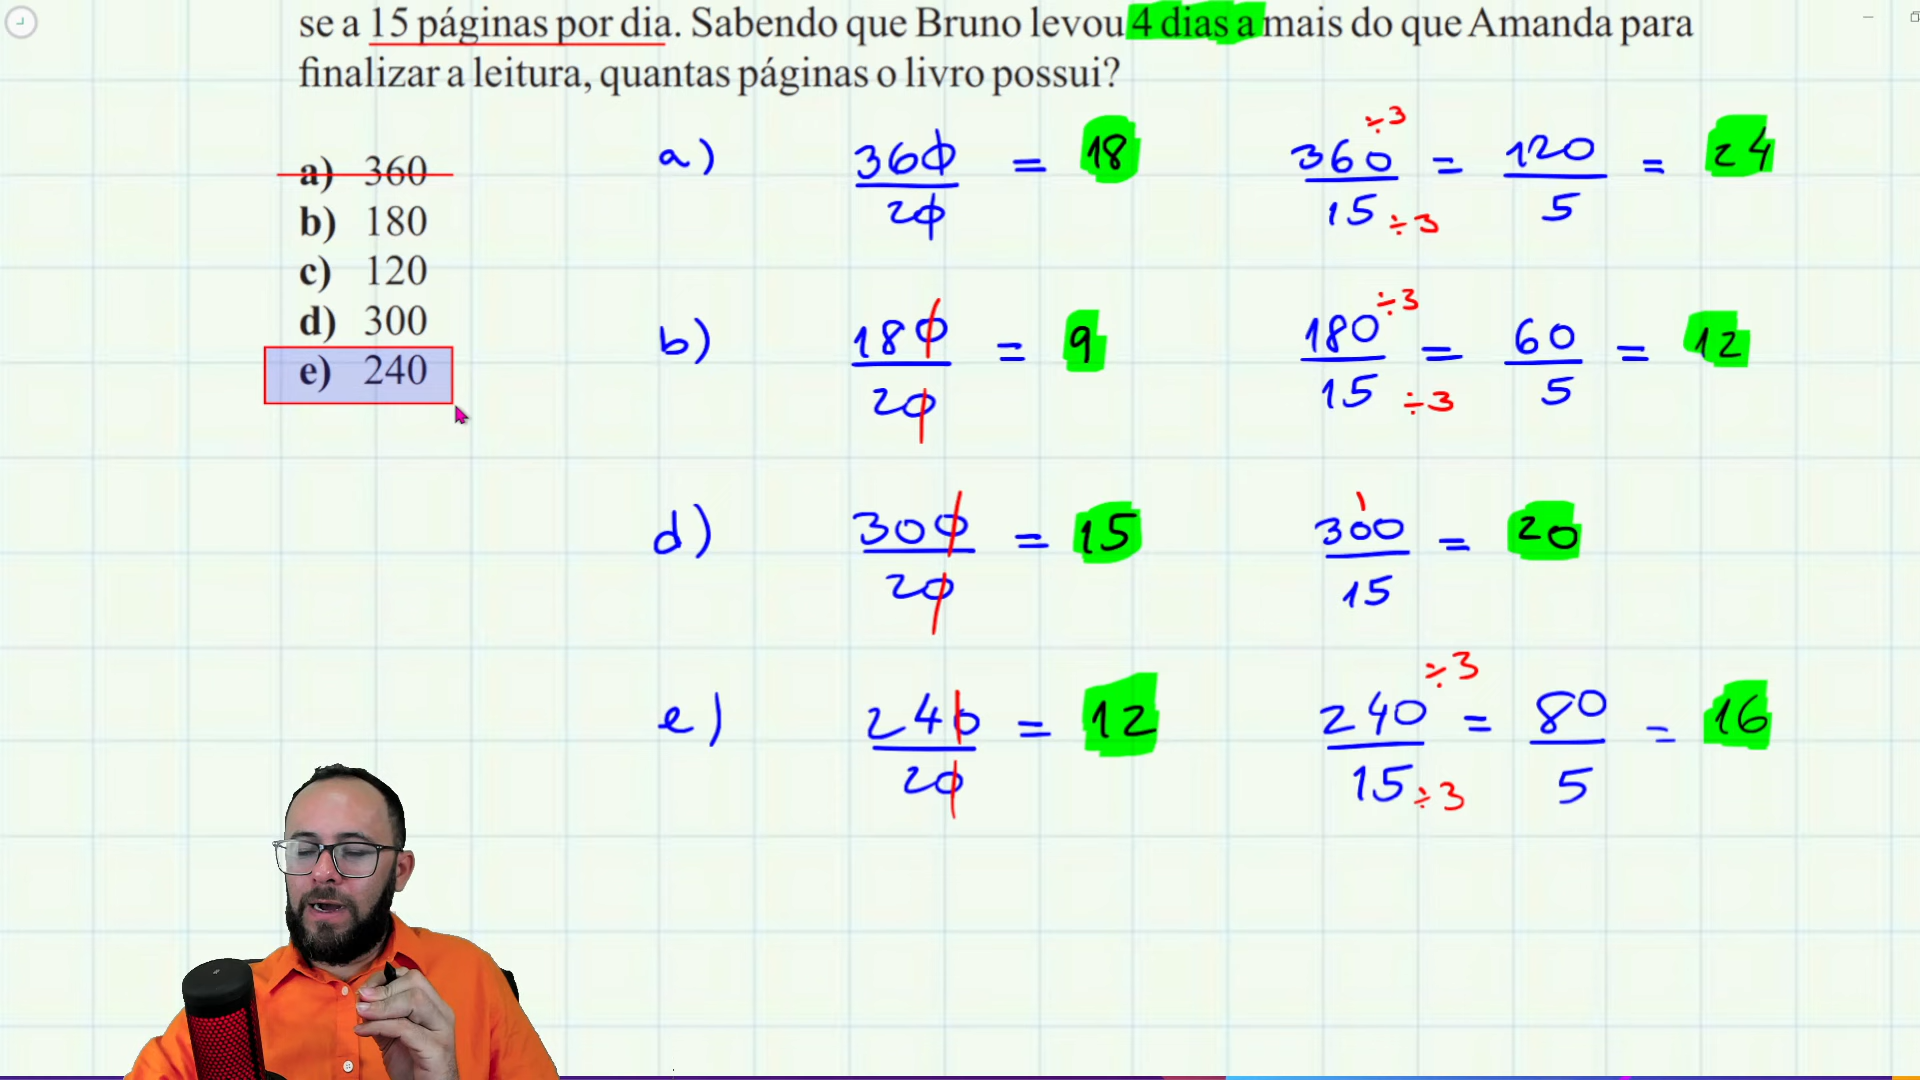 se a 15 páginas por dia. Sabendo que Bruno levou 4 dias a mais do que Amanda para
finalizar a leitura, quantas páginas o livro possui?
a) 360
b) 180
c) 120
d) 300
e) 240
a) 360/20 = 18 360÷3/15÷3 = 120/5 = 24
b) 180/20 = 9 180÷3/15÷3 = 60/5 = 12
d) 300/20 = 15 300/15 = 20
e) 240/20 = 12 240÷3/15÷3 = 80/5 = 16